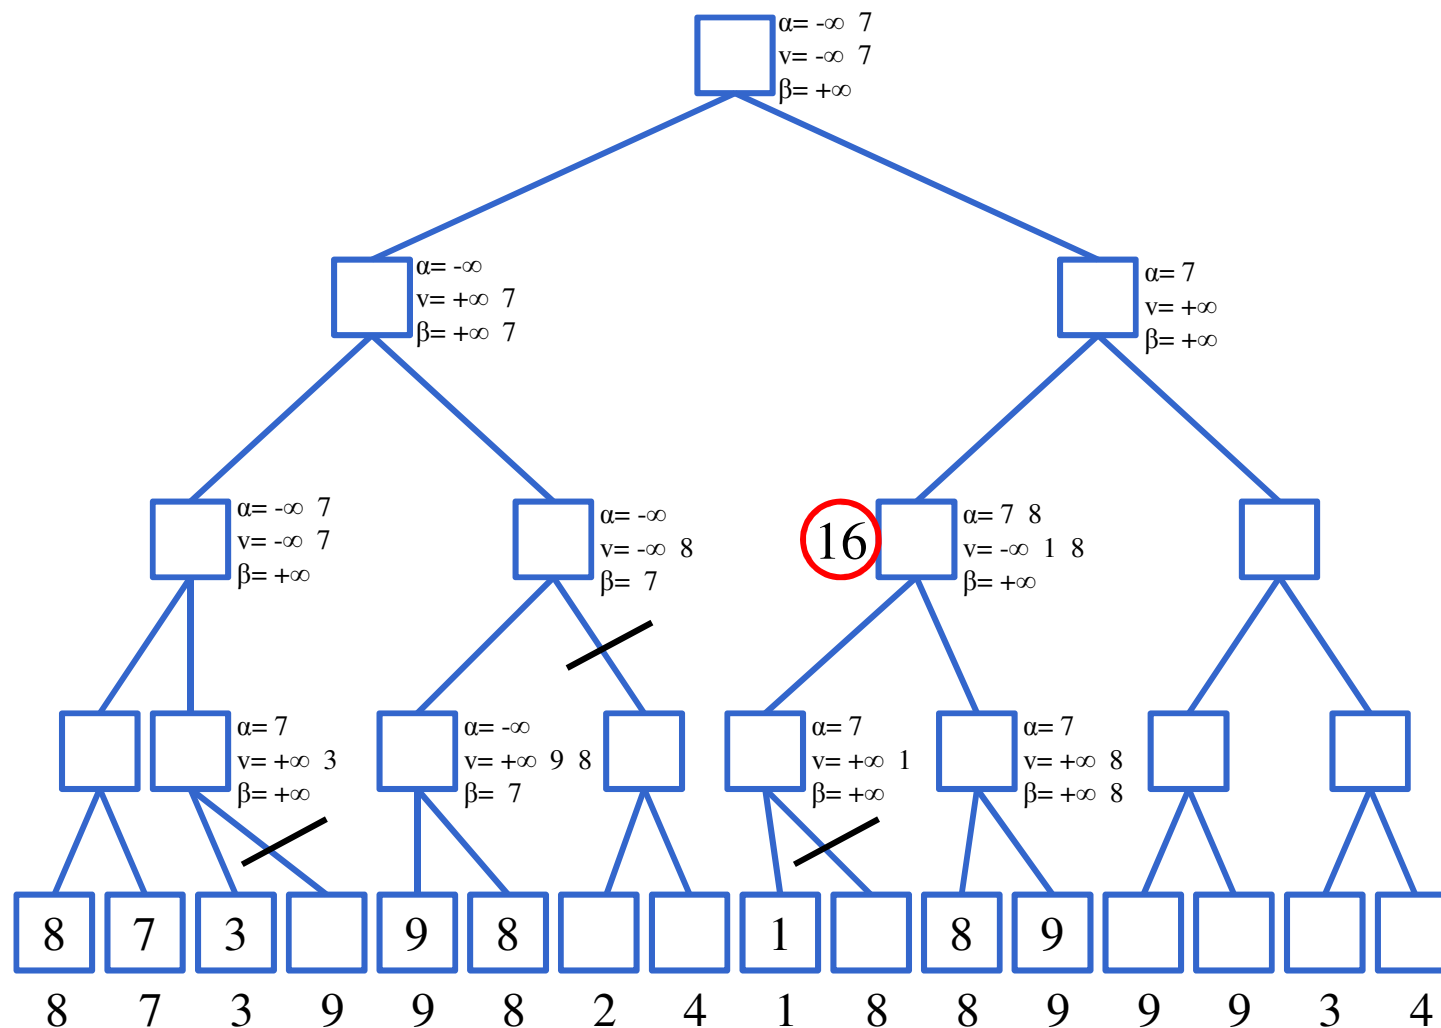 α= -∞ 7
v= -∞ 7
β= +∞
α= -∞
v= +∞ 7
β= +∞ 7
α= 7
v= +∞
β= +∞
α= -∞ 7
v= -∞ 7
β= +∞
α= -∞
v= -∞ 8
β= 7
16
α= 7 8
v= -∞ 1 8
β= +∞
α= 7
v= +∞ 3
β= +∞
α= -∞
v= +∞ 9 8
β= 7
α= 7
v= +∞ 1
β= +∞
α= 7
v= +∞ 8
β= +∞ 8
8 7 3 9 8 1 8 9
8 7 3 9 9 8 2 4 1 8 8 9 9 9 3 4